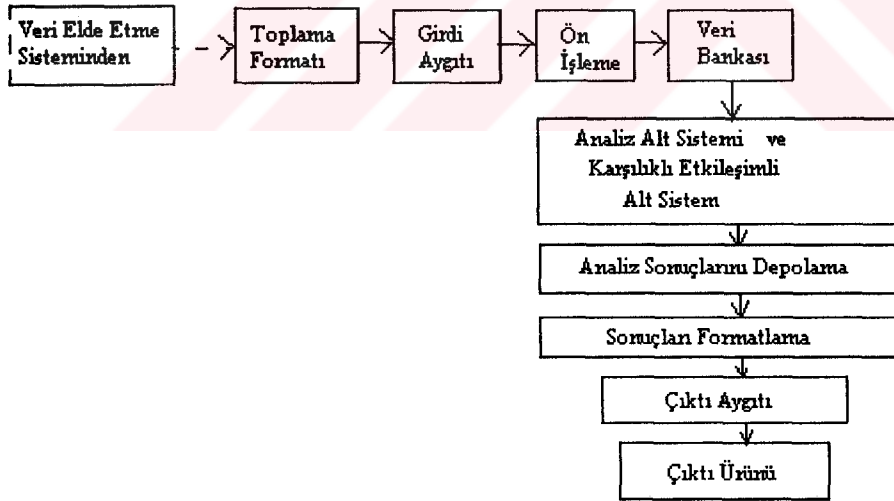 Veri Elde Etme
Sisteminden
Toplama
Formatı
Girdi
Aygıtı
Ön
İşleme
Veri
Bankası
Analiz Alt Sistemi ve
Karşılıklı Etkileşimli
Alt Sistem
Analiz Sonuçlarını Depolama
Sonuçları Formatlama
Çıktı Aygıtı
Çıktı Ürünü